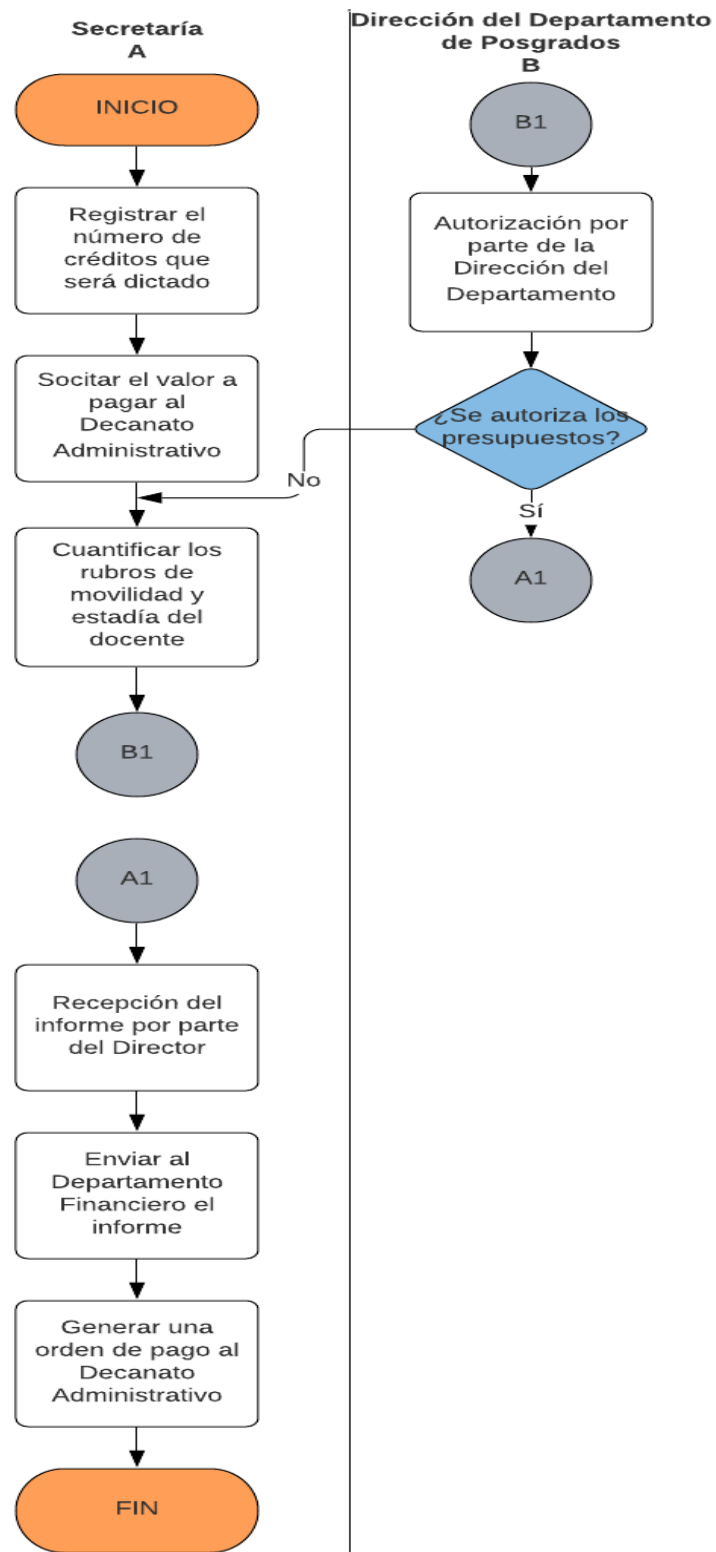 Secretaría
A
INICIO
Registrar el
número de
créditos que
será dictado
Socitar el valor a
pagar al
Decanato
Administrativo
Cuantificar los
rubros de
movilidad y
estadía del
docente
B1
A1
Recepción del
informe por parte
del Director
Enviar al
Departamento
Financiero el
informe
Generar una
orden de pago al
Decanato
Administrativo
FIN
Dirección del Departamento
de Posgrados
B
B1
Autorización por
parte de la
Dirección del
Departamento
¿Se autoriza los
presupuestos?
No
Sí
A1